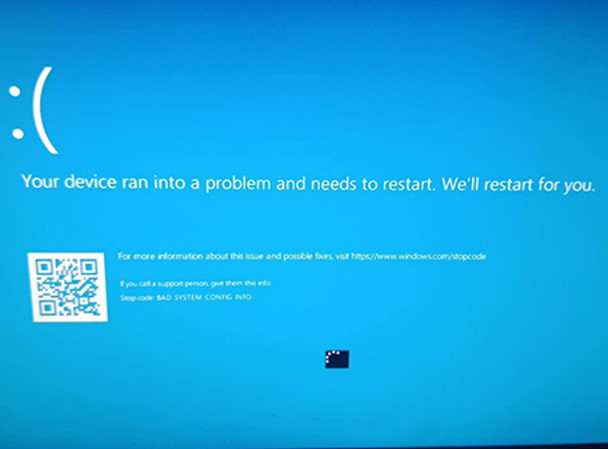 :(
Your device ran into a problem and needs to restart. We'll restart for you.
For more information about this issue and possible fixes, visit https://www.windows.com/stopcode
If you call a support person, give them this info:
Stop code: BAD SYSTEM CONFIG INFO